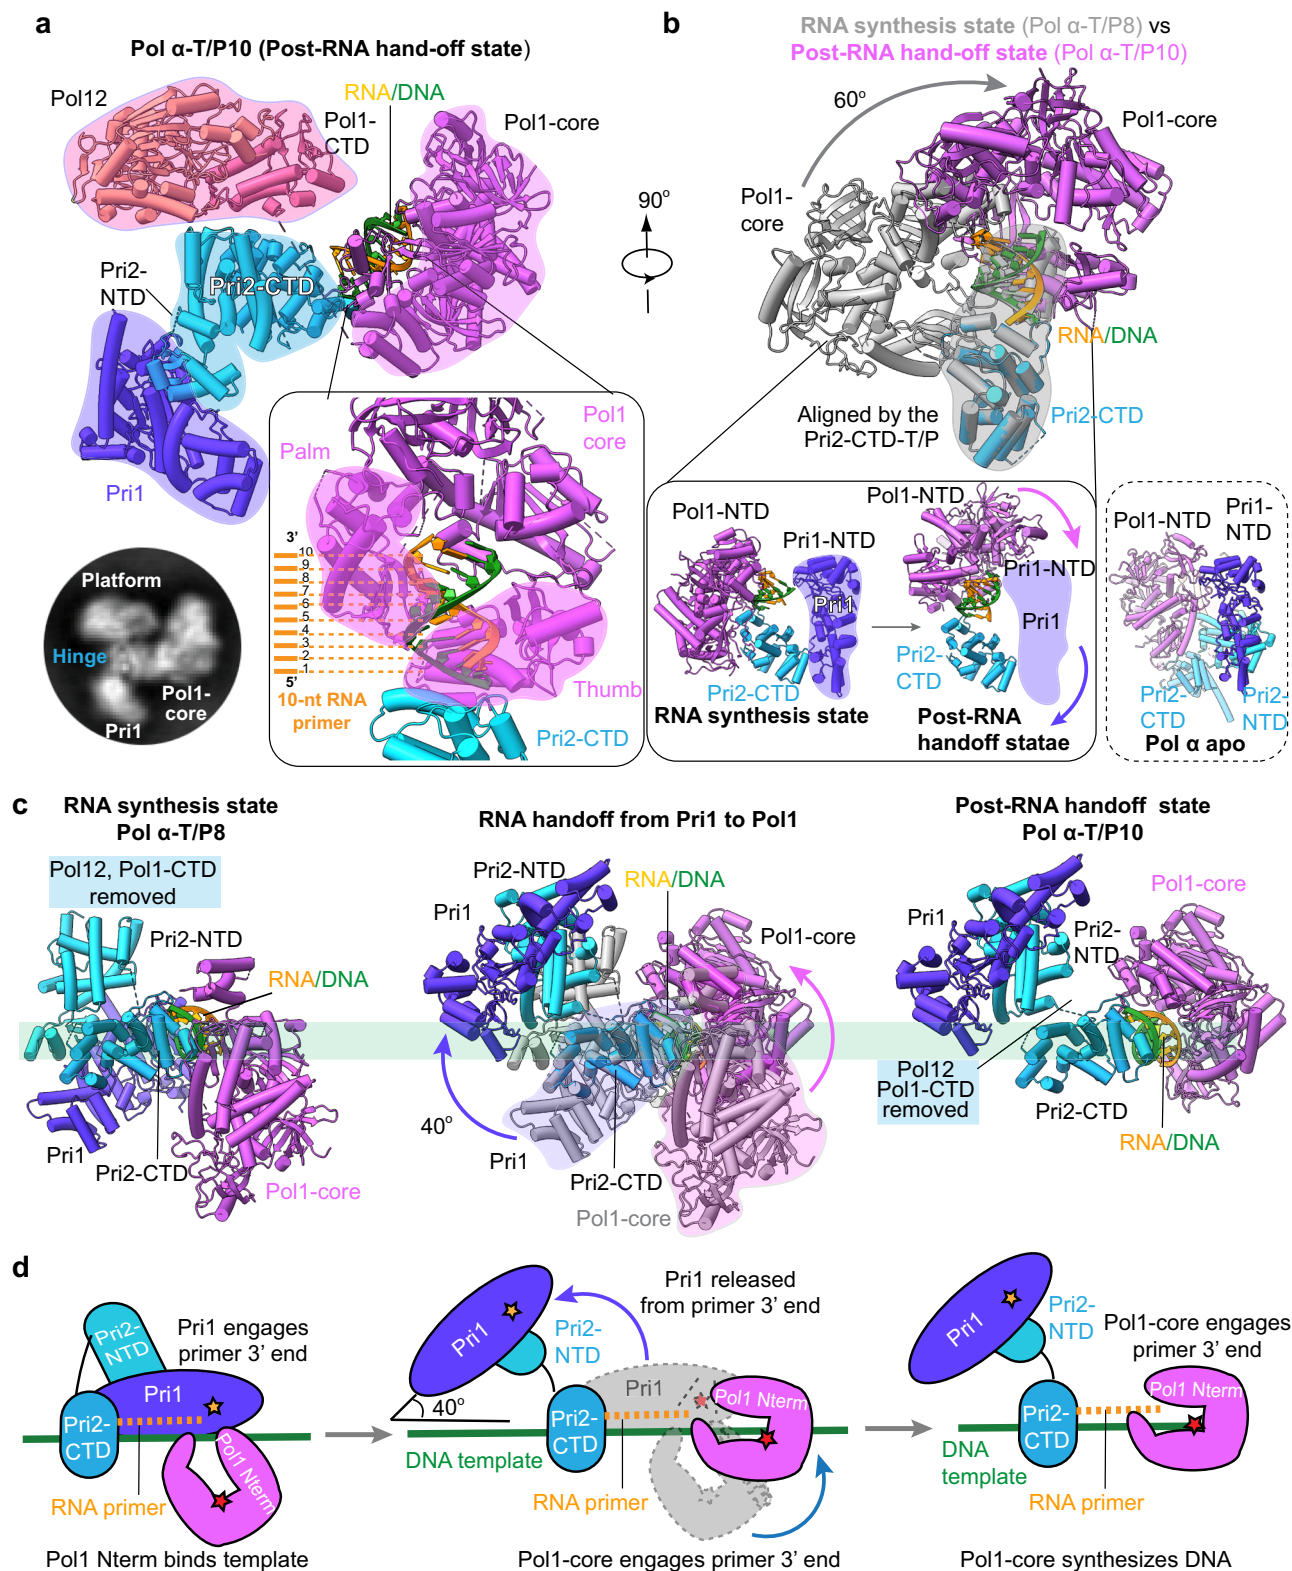 a
Pol α-T/P10 (Post-RNA hand-off state)
Pol12
RNA/DNA
Pol1-
CTD
Pol1-core
Pri2-
NTD
Pri2-CTD
Pri1
Palm
Pol1
core
3’
10
9
8
7
6
5
4
3
2
1
5’
10-nt RNA
primer
Thumb
Pri2-CTD
Platform
Hinge
Pol1-
core
Pri1
90o
b
RNA synthesis state (Pol α-T/P8) vs
Post-RNA hand-off state (Pol α-T/P10)
60o
Pol1-core
Pol1-
core
RNA/DNA
Aligned by the
Pri2-CTD-T/P
Pri2-CTD
Pol1-NTD
Pri1-NTD
Pri1
Pri2-CTD
RNA synthesis state
Pol1-NTD
Pri1-NTD
Pri1
Pri2-
CTD
Post-RNA
handoff statae
Pol1-NTD
Pri1-
NTD
Pri2-
CTD
Pri2-
NTD
Pol α apo
c
RNA synthesis state
Pol α-T/P8
Pol12, Pol1-CTD
removed
Pri2-NTD
RNA/DNA
Pri1
Pri2-CTD
Pol1-core
RNA handoff from Pri1 to Pol1
Pri2-NTD
RNA/DNA
Pri1
Pol1-core
40o
Pri1
Pri2-CTD
Pol1-core
Post-RNA handoff state
Pol α-T/P10
Pol1-core
Pri1
Pri2-
NTD
Pol12
Pol1-CTD
removed
Pri2-CTD
RNA/DNA
d
Pri2-
NTD
Pri1 engages
primer 3’ end
Pri1
Pri2-
CTD
Pol1 Nterm
RNA primer
Pol1 Nterm binds template
Pri1
Pri2-
NTD
Pri1 released
from primer 3’ end
40o
Pri1
Pol1 Nterm
Pri2-
CTD
DNA template
RNA primer
Pol1-core engages primer 3’ end
Pri1
Pri2-
NTD
Pol1-core engages
primer 3’ end
Pol1 Nterm
Pri2-
CTD
DNA
template
RNA primer
Pol1-core synthesizes DNA